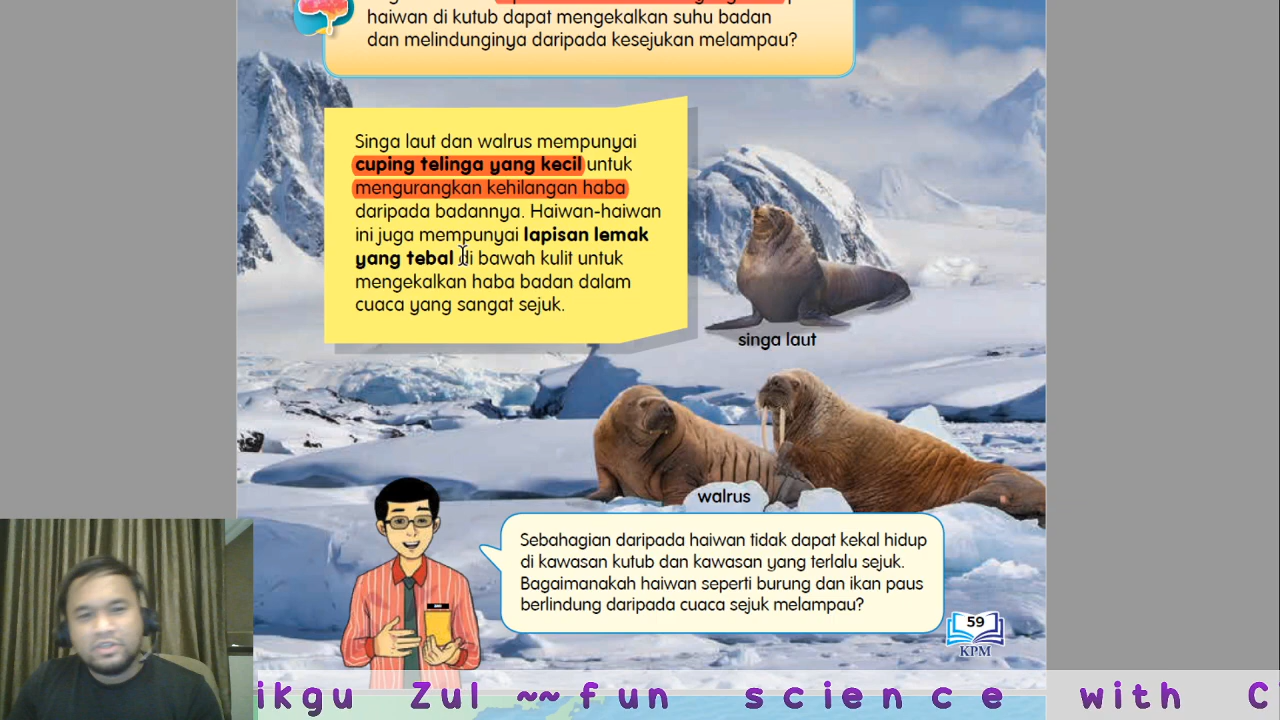 haiwan di kutub dapat mengekalkan suhu badan
dan melindunginya daripada kesejukan melampau?
Singa laut dan walrus mempunyai
cuping telinga yang kecil untuk
mengurangkan kehilangan haba
daripada badannya. Haiwan-haiwan
ini juga mempunyai lapisan lemak
yang tebal di bawah kulit untuk
mengekalkan haba badan dalam
cuaca yang sangat sejuk.
singa laut
walrus
Sebahagian daripada haiwan tidak dapat kekal hidup
di kawasan kutub dan kawasan yang terlalu sejuk.
Bagaimanakah haiwan seperti burung dan ikan paus
berlindung daripada cuaca sejuk melampau?
59
KPM
ikgu Zul ~~fun science with C